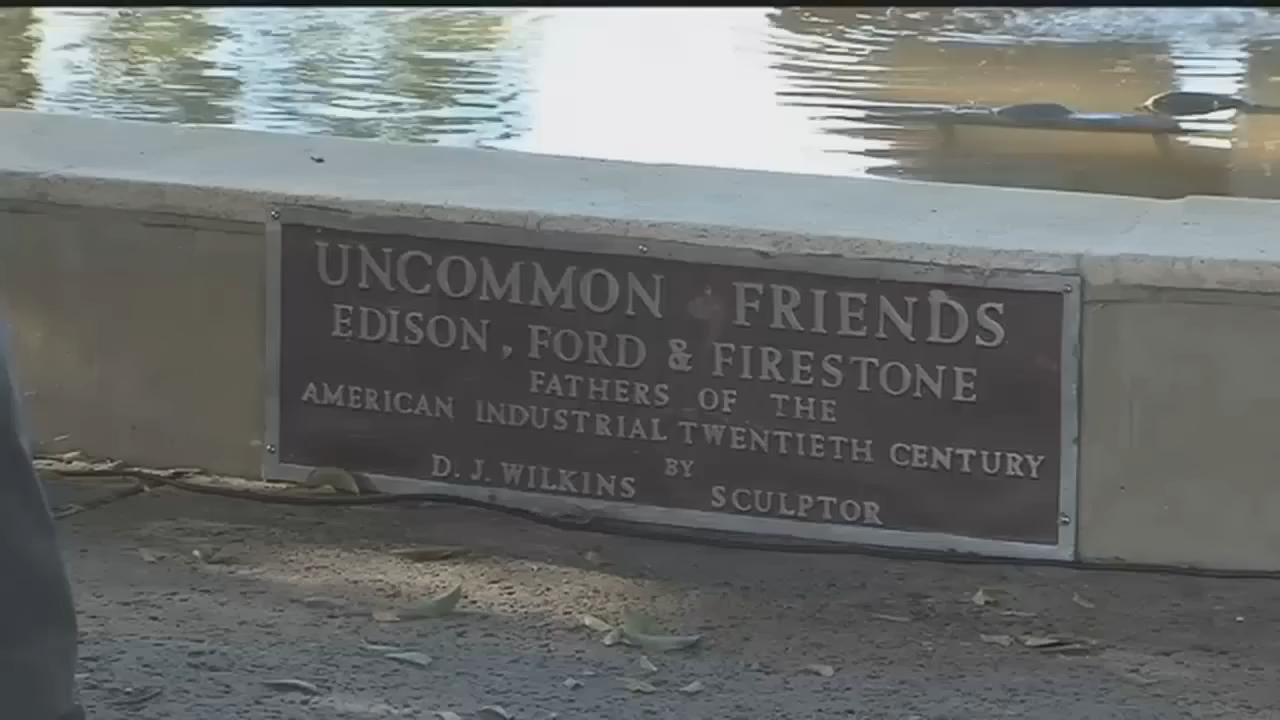 UNCOMMON FRIENDS
EDISON, FORD & FIRESTONE
FATHERS OF THE
AMERICAN INDUSTRIAL TWENTIETH CENTURY
BY
D. J. WILKINS SCULPTOR